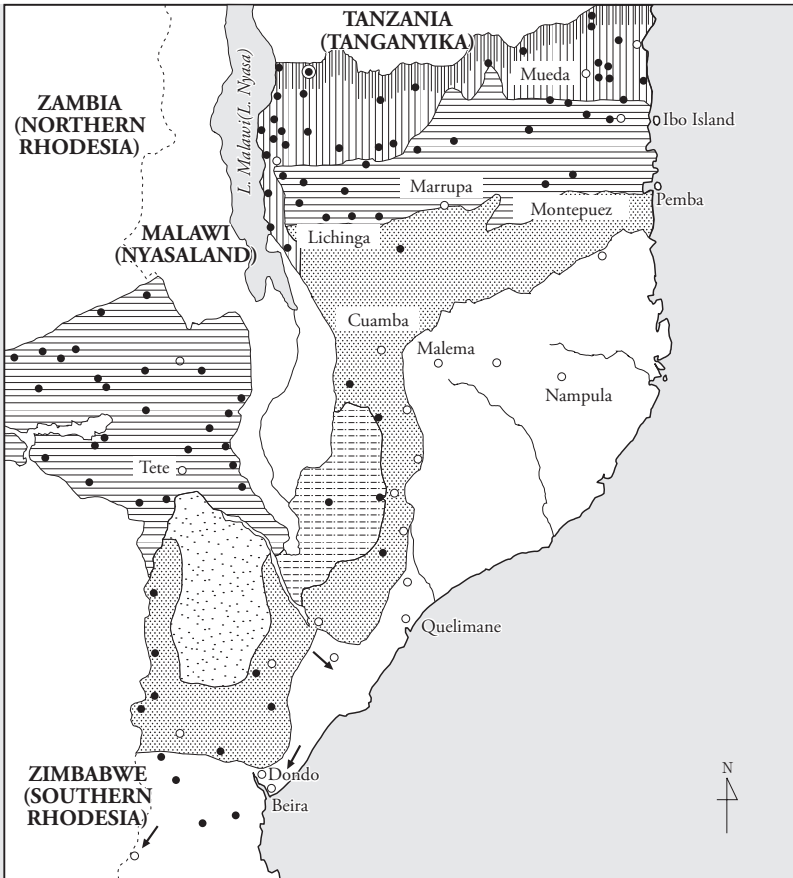 TANZANIA
(TANGANYIKA)
Mueda
ZAMBIA
(NORTHERN
RHODESIA)
L. Malawi(L. Nyasa)
Ibo Island
Marrupa
Pemba
Montepuez
MALAWI
(NYASALAND)
Lichinga
Cuamba
Malema
Nampula
Tete
Quelimane
ZIMBABWE
(SOUTHERN
RHODESIA)
Dondo
Beira
N